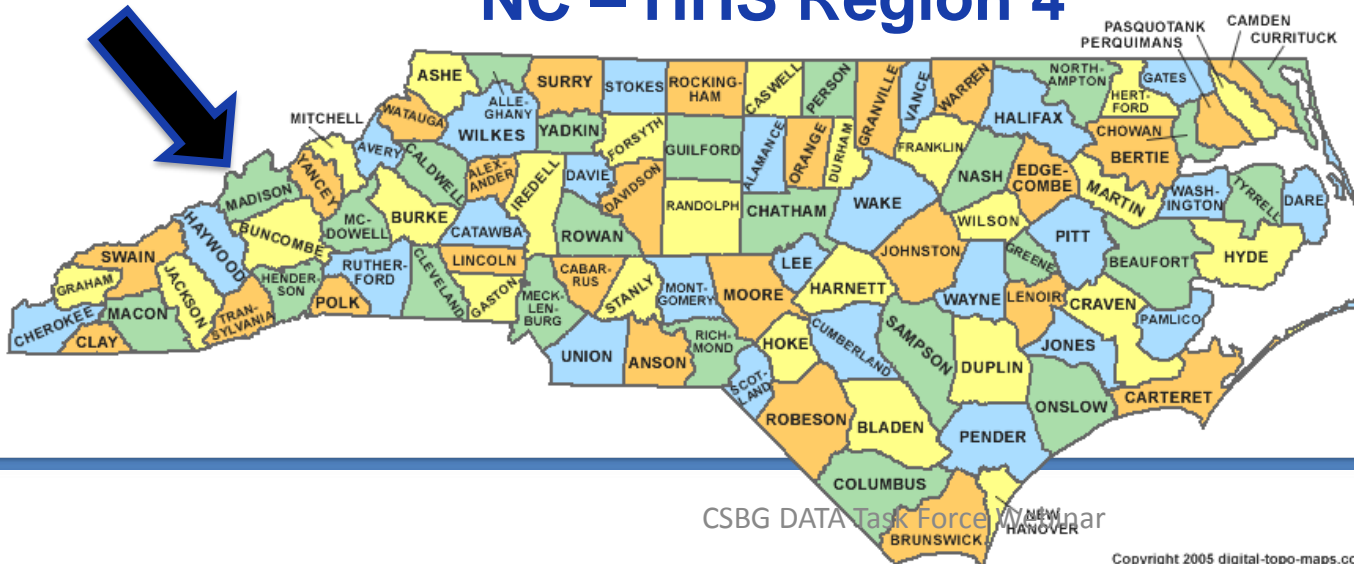 NC – HHS Region 4
PASQUOTANK
CAMDEN
PERQUIMANS
CURRITUCK
ASHE
ALLE-
GHANY
SURRY
STOKES
ROCKING-
HAM
CASWELL
PERSON
GRANVILLE
VANCE
WARREN
NORTH-
AMPTON
GATES
HERT-
FORD
MITCHELL
WATAUGA
WILKES
YADKIN
FORSYTH
GUILFORD
ALAMANCE
ORANGE
DURHAM
FRANKLIN
HALIFAX
CHOWAN
BERTIE
MADISON
YANCEY
AVERY
CALDWELL
ALEX-
ANDER
IREDELL
DAVIE
DAVIDSON
RANDOLPH
CHATHAM
WAKE
NASH
EDGE-
COMBE
MARTIN
WASH-
INGTON
TYRRELL
DARE
HAYWOOD
BUNCOMBE
MC-
DOWELL
BURKE
CATAWBA
ROWAN
WILSON
PITT
BEAUFORT
HYDE
SWAIN
GRAHAM
JACKSON
HENDER-
SON
RUTHER-
FORD
CLEVELAND
LINCOLN
GASTON
CABAR-
RUS
STANLY
MONT-
GOMERY
MOORE
LEE
HARNETT
JOHNSTON
GREENE
WAYNE
LENOIR
CRAVEN
PAMLICO
CHEROKEE
MACON
CLAY
TRAN-
SYLVANIA
POLK
MECK-
LEN-
BURG
UNION
ANSON
RICH-
MOND
HOKE
CUMBERLAND
SAMPSON
DUPLIN
JONES
SCOT-
LAND
ROBESON
BLADEN
PENDER
ONSLOW
CARTERET
COLUMBUS
BRUNSWICK
NEW
HANOVER
CSBG DATA Task Force Webinar
Copyright 2005 digital-topo-maps.co